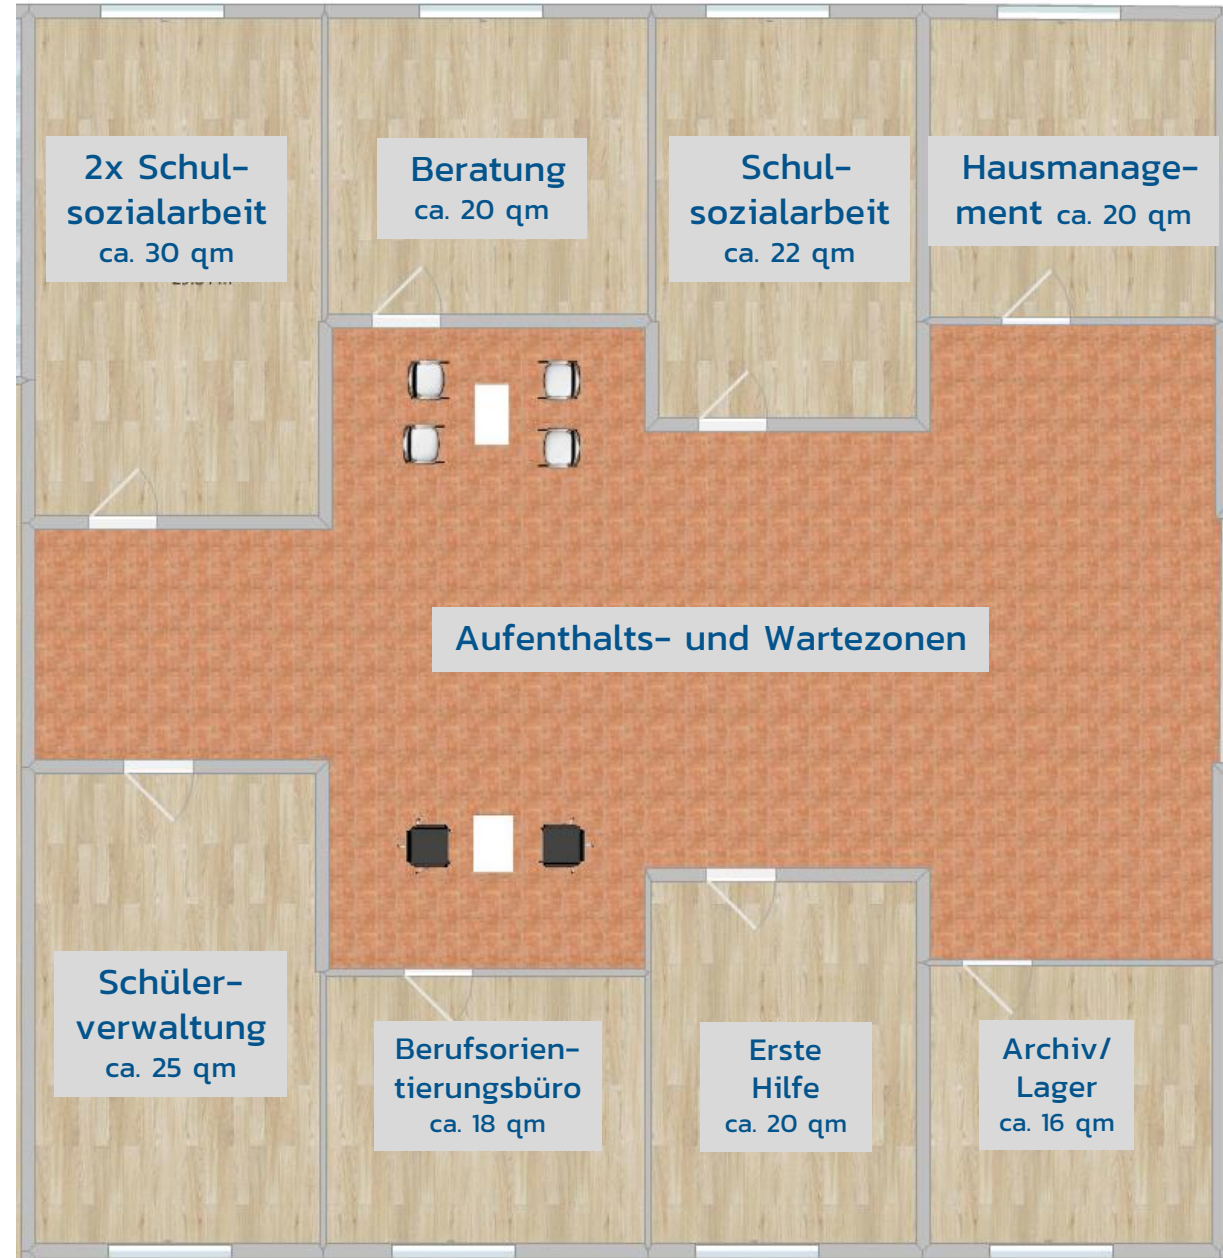 2x Schul-
sozialarbeit
ca. 30 qm
Beratung
ca. 20 qm
Schul-
sozialarbeit
ca. 22 qm
Hausmanage-
ment ca. 20 qm
Aufenthalts- und Wartezonen
Schüler-
verwaltung
ca. 25 qm
Berufsorien-
tierungsbüro
ca. 18 qm
Erste
Hilfe
ca. 20 qm
Archiv/
Lager
ca. 16 qm